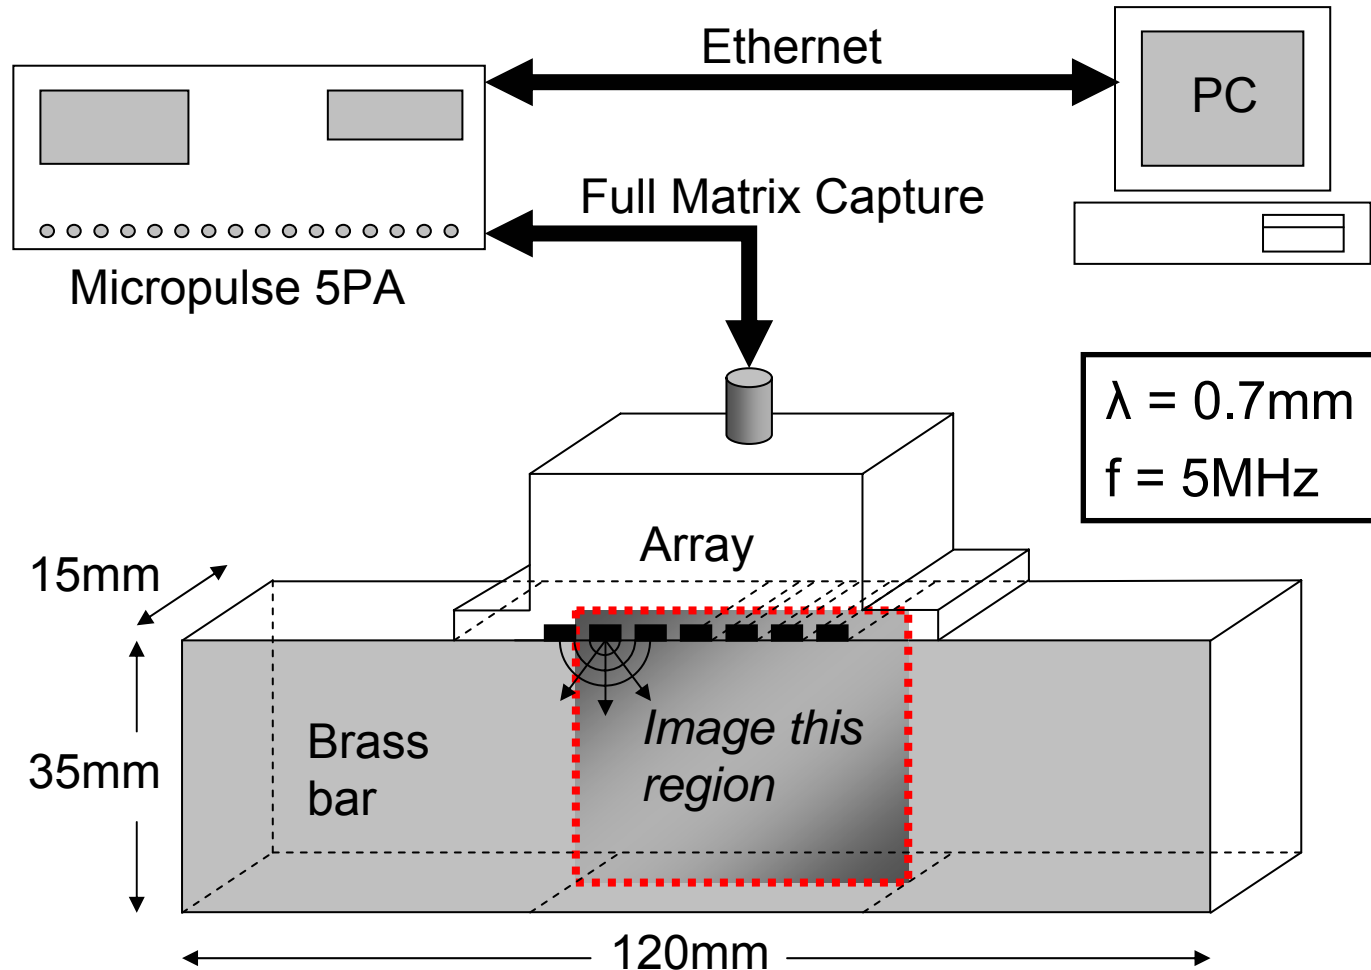 Ethernet
PC
Full Matrix Capture
Micropulse 5PA
λ = 0.7mm
f = 5MHz
Array
15mm
Image this
region
Brass
bar
35mm
120mm